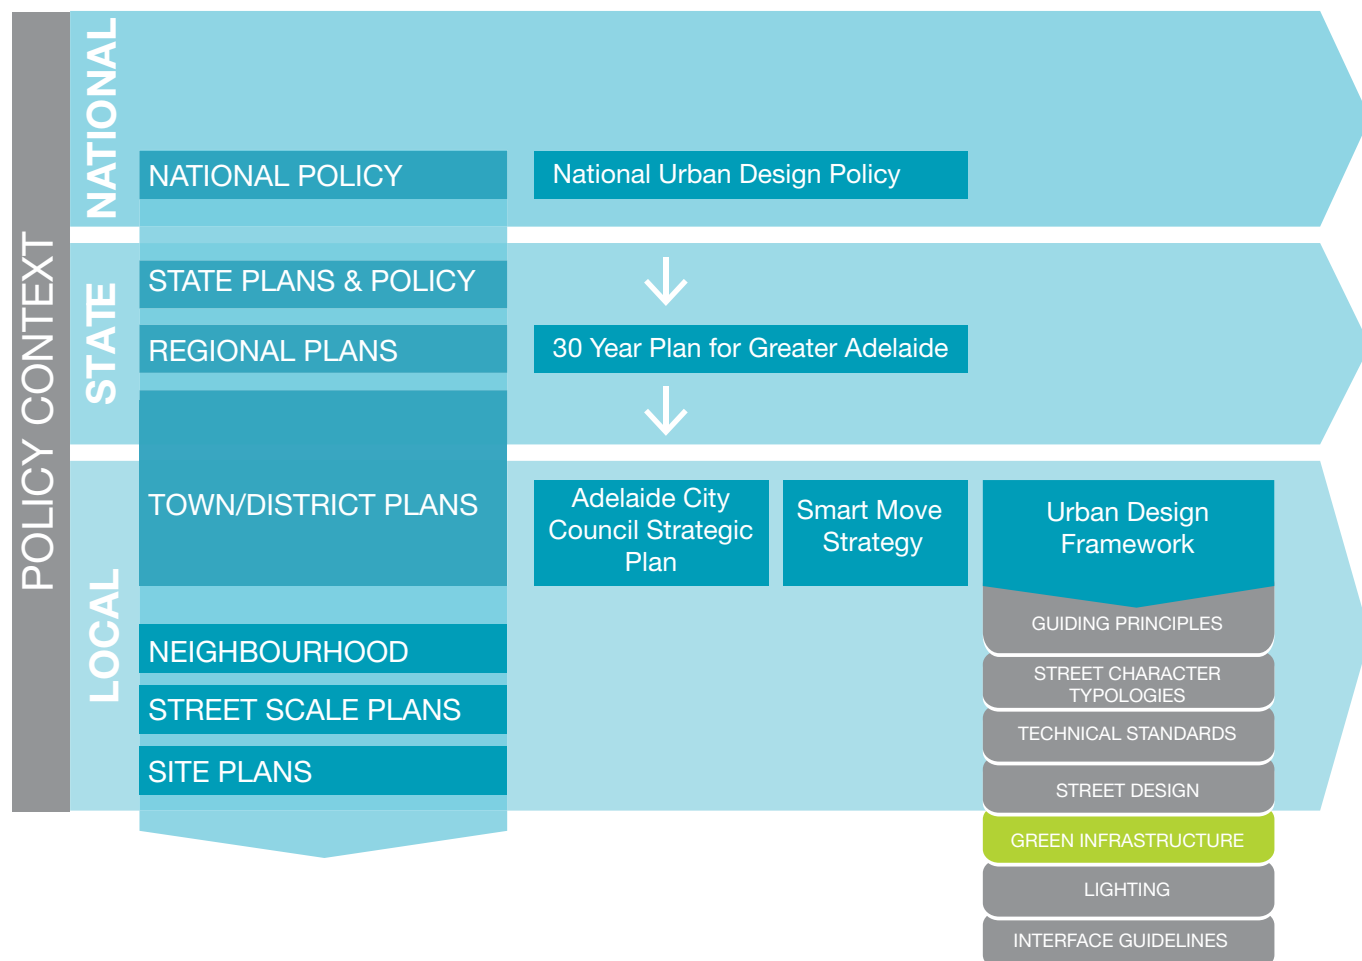 POLICY CONTEXT
NATIONAL
NATIONAL POLICY
National Urban Design Policy
STATE
STATE PLANS & POLICY
REGIONAL PLANS
30 Year Plan for Greater Adelaide
LOCAL
TOWN/DISTRICT PLANS
Adelaide City
Council Strategic
Plan
Smart Move
Strategy
Urban Design
Framework
NEIGHBOURHOOD
STREET SCALE PLANS
SITE PLANS
GUIDING PRINCIPLES
STREET CHARACTER
TYPOLOGIES
TECHNICAL STANDARDS
STREET DESIGN
GREEN INFRASTRUCTURE
LIGHTING
INTERFACE GUIDELINES